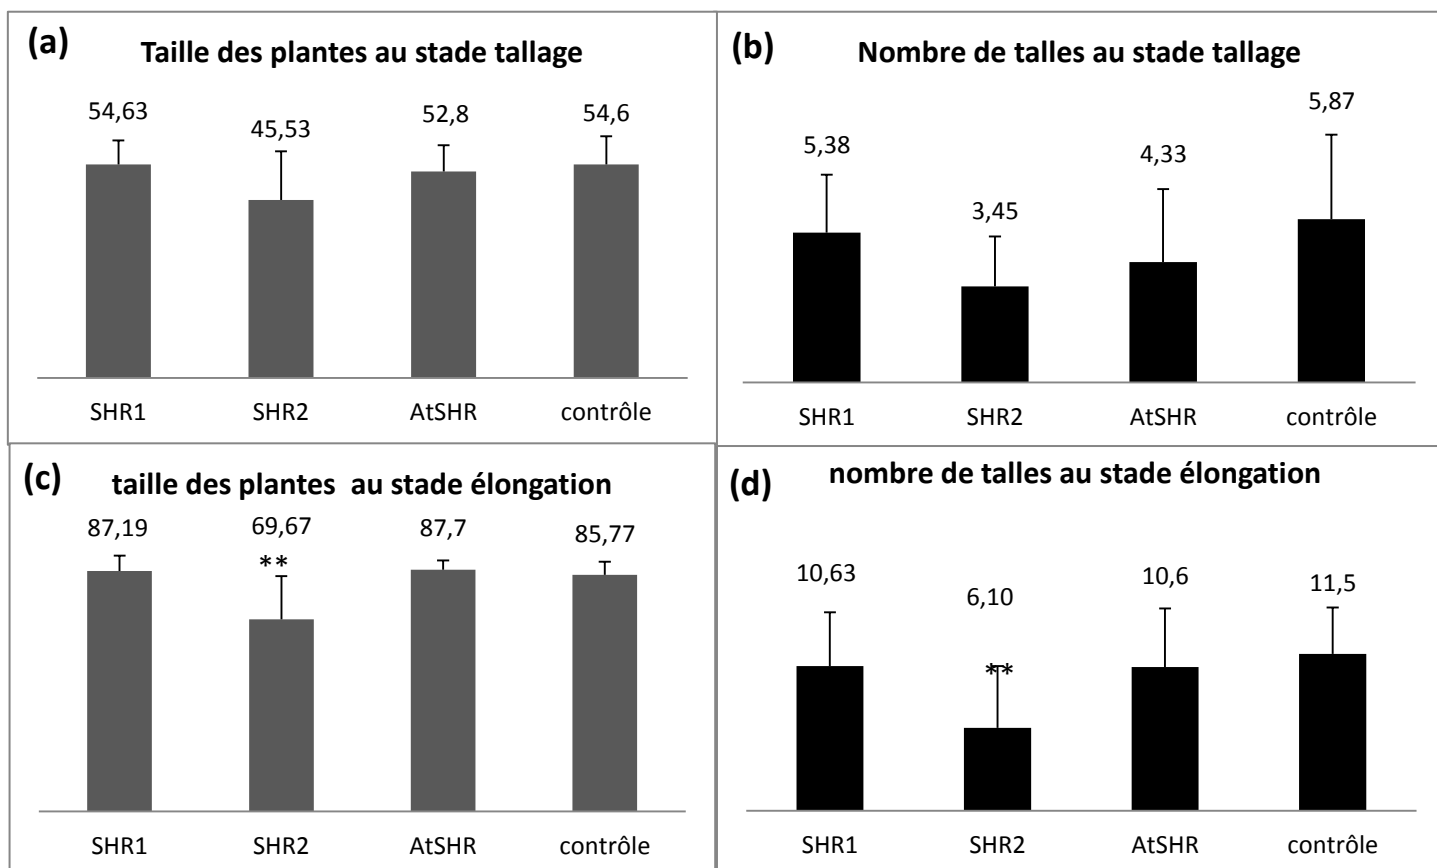 (a)
Taille des plantes au stade tallage
54,63
45,53
52,8
54,6
SHR1
SHR2
AtSHR
contrôle
(b)
Nombre de talles au stade tallage
5,38
3,45
4,33
5,87
SHR1
SHR2
AtSHR
contrôle
(c)
taille des plantes  au stade élongation
87,19
69,67
87,7
85,77
**
SHR1
SHR2
AtSHR
contrôle
(d)
nombre de talles au stade élongation
10,63
6,10
10,6
11,5
**
SHR1
SHR2
AtSHR
contrôle